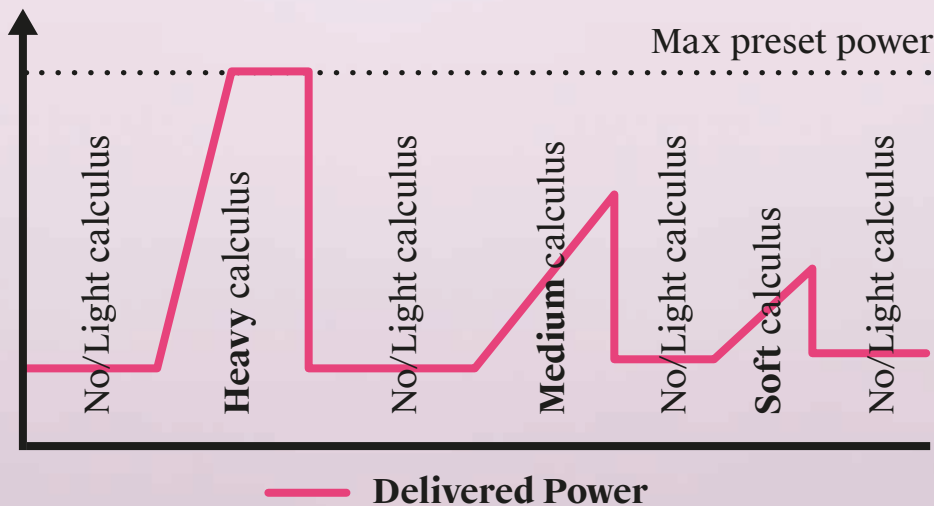 Max preset power
No/Light calculus
Heavy calculus
No/Light calculus
Medium calculus
No/Light calculus
Soft calculus
No/Light calculus
Delivered Power